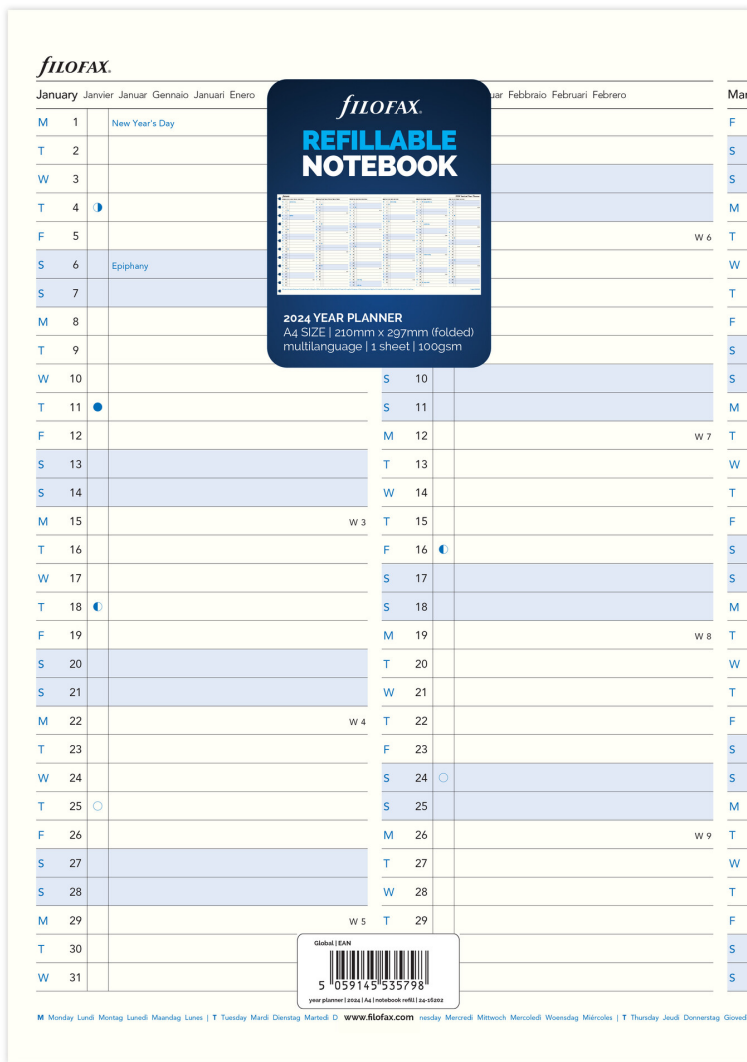 fILOFAX.
January Janvier Januar Gennaio Januari Enero
uar Febbraio Februari Febrero
Mar
fILOFAX.
REFILLABLE
NOTEBOOK
2024 YEAR PLANNER
A4 SIZE | 210mm x 297mm (folded)
multilanguage | 1 sheet | 100gsm
M 1 New Year's Day
T 2
W 3
T 4
F 5
S 6 Epiphany
S 7
M 8
T 9
W 10
T 11
F 12
S 13
S 14
M 15 W 3
T 16
W 17
T 18
F 19
S 20
S 21
M 22 W 4
T 23
W 24
T 25
F 26
S 27
S 28
M 29 W 5
T 30
W 31
W 6
S 10
S 11
M 12 W 7
T 13
W 14
T 15
F 16
S 17
S 18
M 19 W 8
T 20
W 21
T 22
F 23
S 24
S 25
M 26 W 9
T 27
W 28
T 29
F
S
S
M
T
W
T
F
S
S
M
T
W
T
F
S
S
M
T
W
T
F
S
S
M
T
W
T
F
S
S
Global | EAN
5 059145 535798
year planner | 2024 | A4 | notebook refill | 24-16202
M Monday Lundi Montag Lunedì Maandag Lunes | T Tuesday Mardi Dienstag Martedì D www.filofax.com nesday Mercredi Mittwoch Mercoledì Woensdag Miércoles | T Thursday Jeudi Donnerstag Gioved